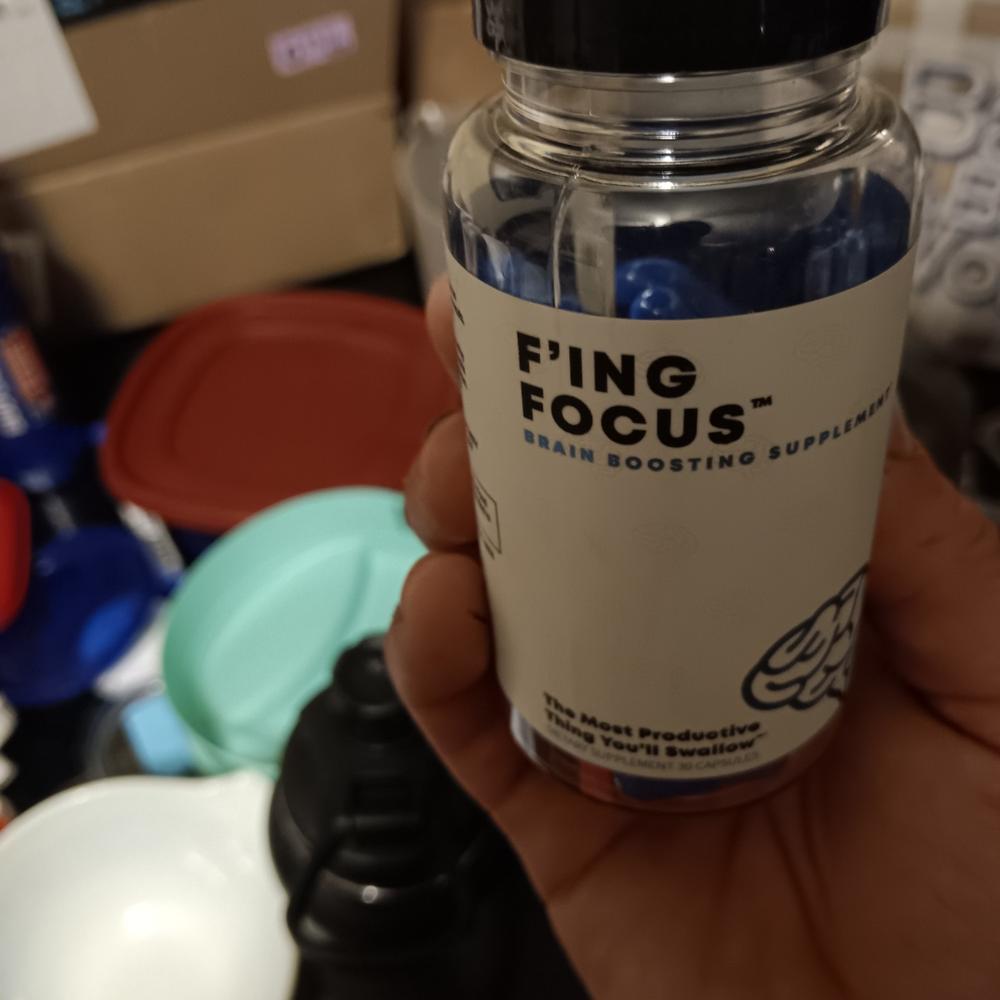 F'ING
FOCUS™
BRAIN BOOSTING SUPPLEMENT
The Most Productive
Thing You'll Swallow™
DIETARY SUPPLEMENT 30 CAPSULES